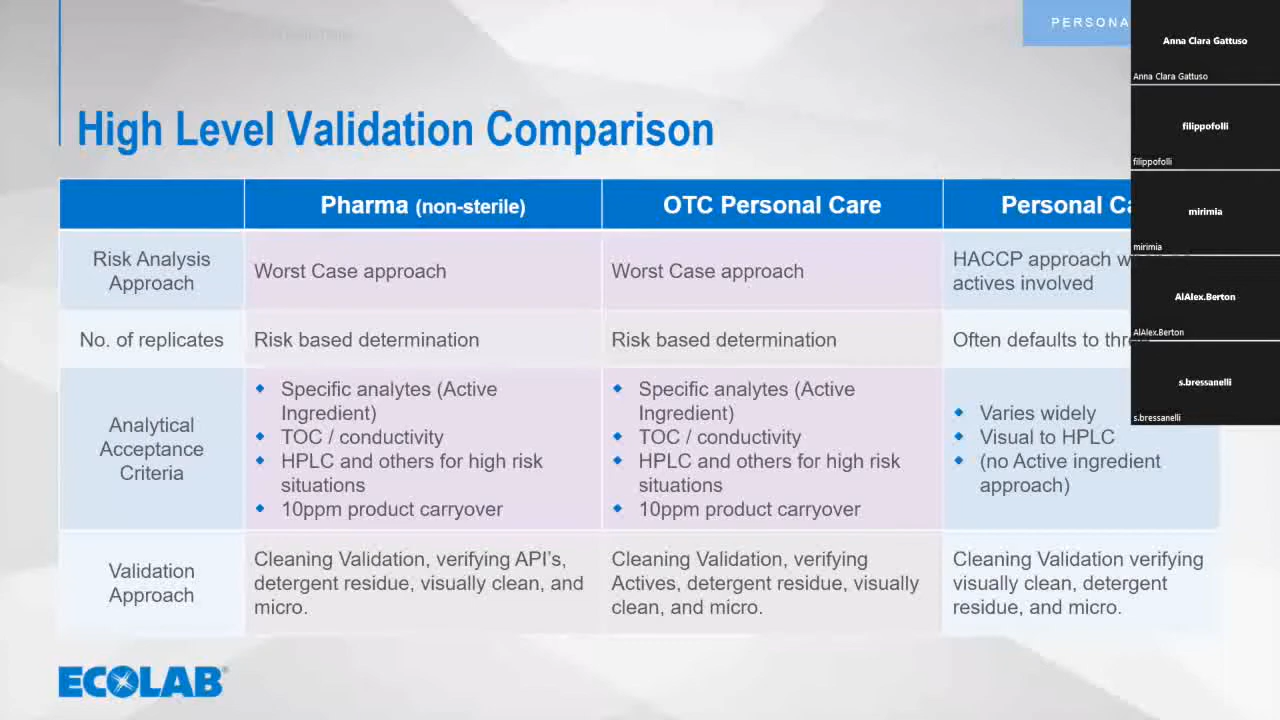 PERSONA
High Level Validation Comparison
Pharma (non-sterile)
OTC Personal Care
Personal Ca
Risk Analysis
Approach
Worst Case approach
Worst Case approach
HACCP approach
actives involved
No. of replicates
Risk based determination
Risk based determination
Often defaults to
Analytical
Acceptance
Criteria
Specific analytes (Active
Ingredient)
TOC / conductivity
HPLC and others for high risk
situations
10ppm product carryover
Specific analytes (Active
Ingredient)
TOC / conductivity
HPLC and others for high risk
situations
10ppm product carryover
Varies widely
Visual to HPLC
(no Active ingredient
approach)
Validation
Approach
Cleaning Validation, verifying API's,
detergent residue, visually clean, and
micro.
Cleaning Validation, verifying
Actives, detergent residue, visually
clean, and micro.
Cleaning Validation verifying
visually clean, detergent
residue, and micro.
ECOLAB®
Anna Clara Gattuso
Anna Clara Gattuso
filippofolli
filippofolli
mirimia
mirimia
AlAlex.Berton
AlAlex.Berton
s.bressanelli
s.bressanelli